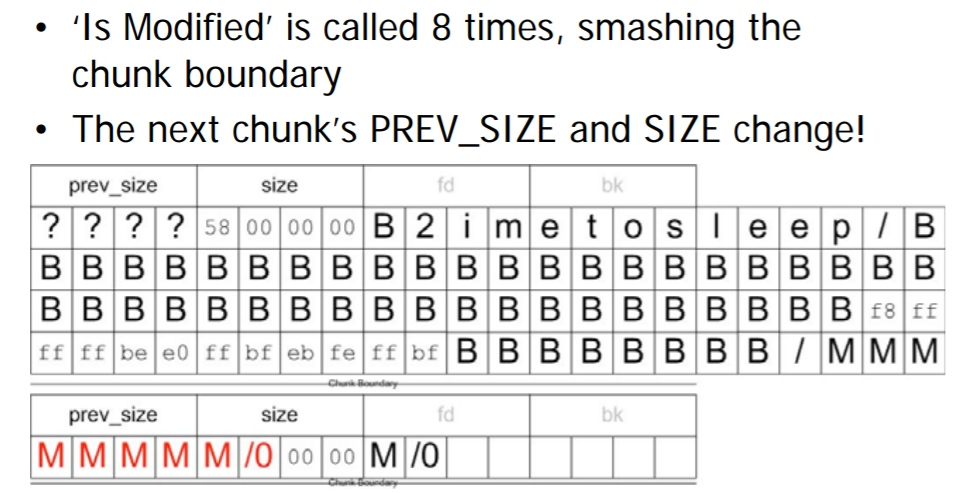 • 'Is Modified' is called 8 times, smashing the
chunk boundary
• The next chunk's PREV_SIZE and SIZE change!
prev_size size fd bk
? ? ? ? 58 00 00 00 B 2 i m e t o s l e e p / B
B B B B B B B B B B B B B B B B B B B B B B
B B B B B B B B B B B B B B B B B B B B f8 ff
ff ff be e0 ff bf eb fe ff bf B B B B B B B B / M M M
Chunk Boundary
prev_size size fd bk
M M M M M /0 00 00 M /0
Chunk Boundary